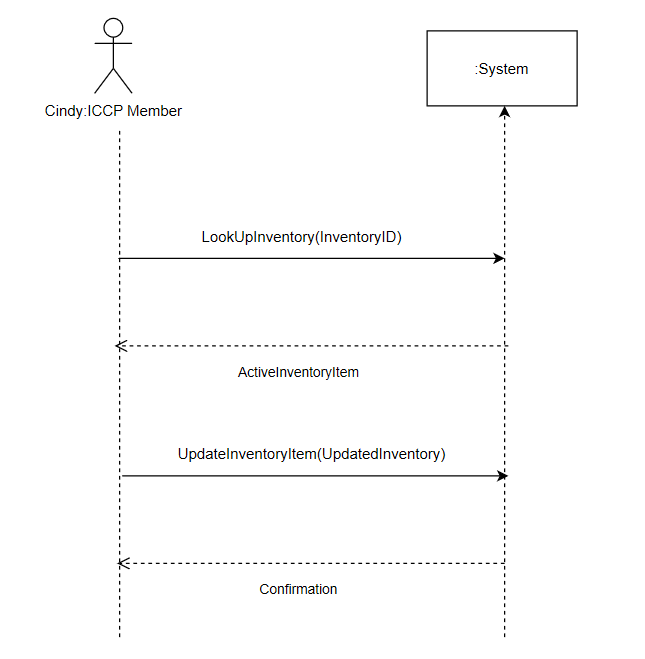 :System
Cindy:ICCP Member
LookUpInventory(InventoryID)
ActiveInventoryItem
UpdateInventoryItem(UpdatedInventory)
Confirmation